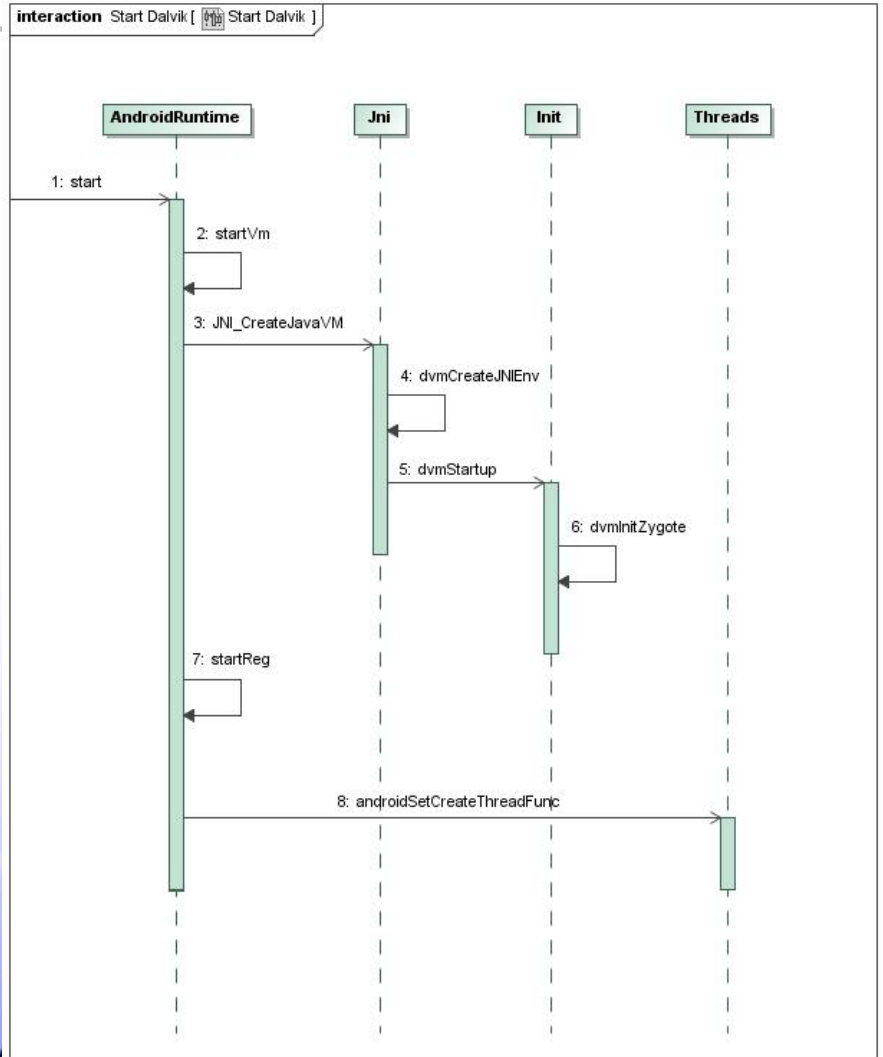 interaction Start Dalvik [ Start Dalvik ]
AndroidRuntime Jni Init Threads
1: start
2: startVm
3: JNI_CreateJavaVM
4: dvmCreateJNIEnv
5: dvmStartup
6: dvmInitZygote
7: startReg
8: androidSetCreateThreadFunc